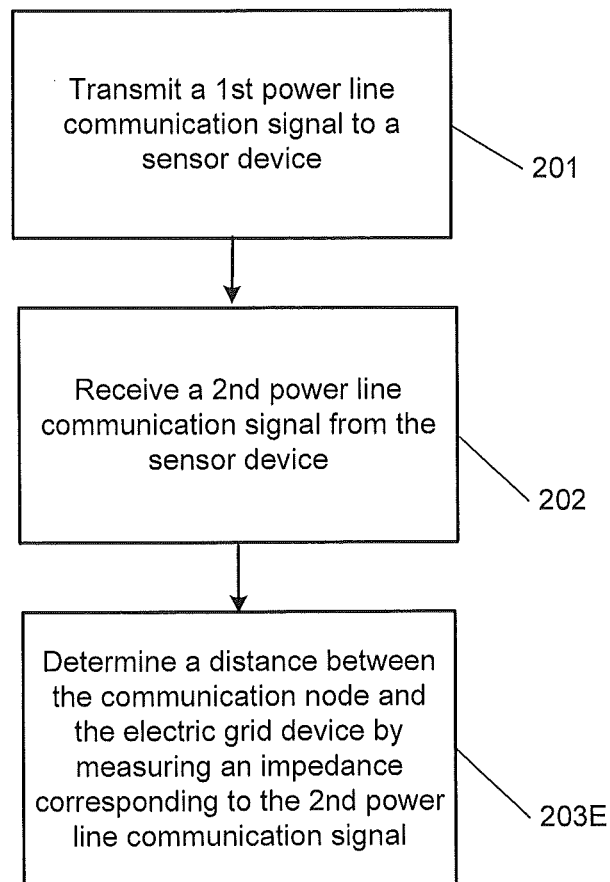 Transmit a 1st power line
communication signal to a
sensor device
201
Receive a 2nd power line
communication signal from the
sensor device
202
Determine a distance between
the communication node and
the electric grid device by
measuring an impedance
corresponding to the 2nd power
line communication signal
203E